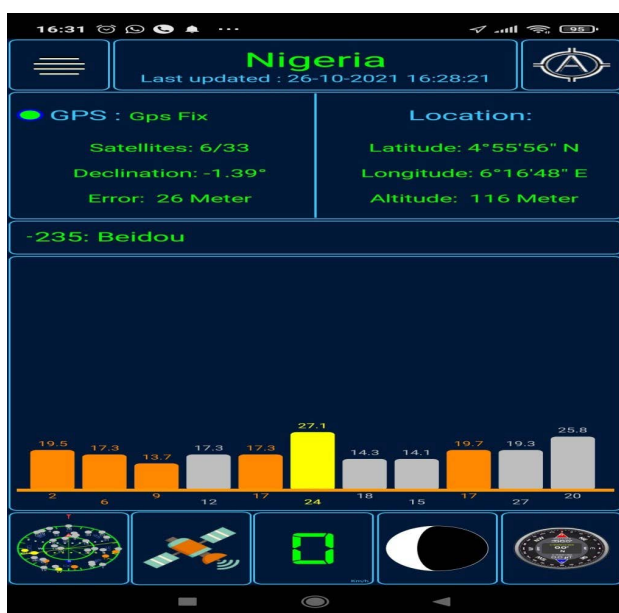 16:31 95
Nigeria
Last updated : 26-10-2021 16:28:21
A
GPS : Gps Fix
Satellites: 6/33
Declination: -1.39°
Error: 26 Meter
Location:
Latitude: 4°55'56" N
Longitude: 6°16'48" E
Altitude: 116 Meter
-235: Beidou
19.5 17.3 13.7 17.3 17.3 27.1 14.3 14.1 19.7 19.3 25.8
2 6 9 12 17 24 18 15 17 27 20
0
Km/h